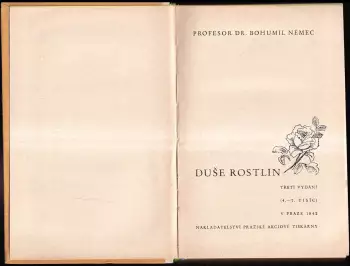 PROFESOR DR. BOHUMIL NĚMEC
DUŠE ROSTLIN
TŘETÍ VYDÁNÍ
(4.–7. TISÍC)
V PRAZE 1942
NAKLADATELSTVÍ PRAŽSKÉ AKCIOVÉ TISKÁRNY